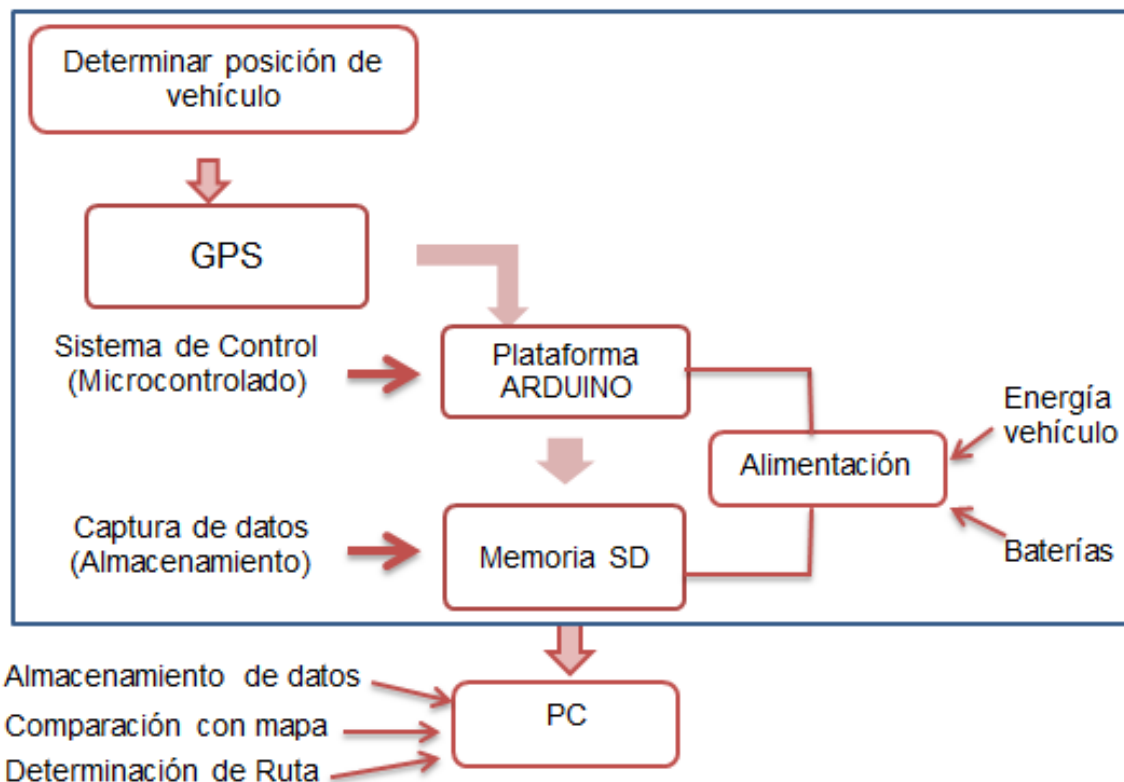 Determinar posición de
vehículo
GPS
Sistema de Control
(Microcontrolado)
Plataforma
ARDUINO
Energía
vehículo
Alimentación
Captura de datos
(Almacenamiento)
Memoria SD
Baterías
Almacenamiento de datos
Comparación con mapa
Determinación de Ruta
PC